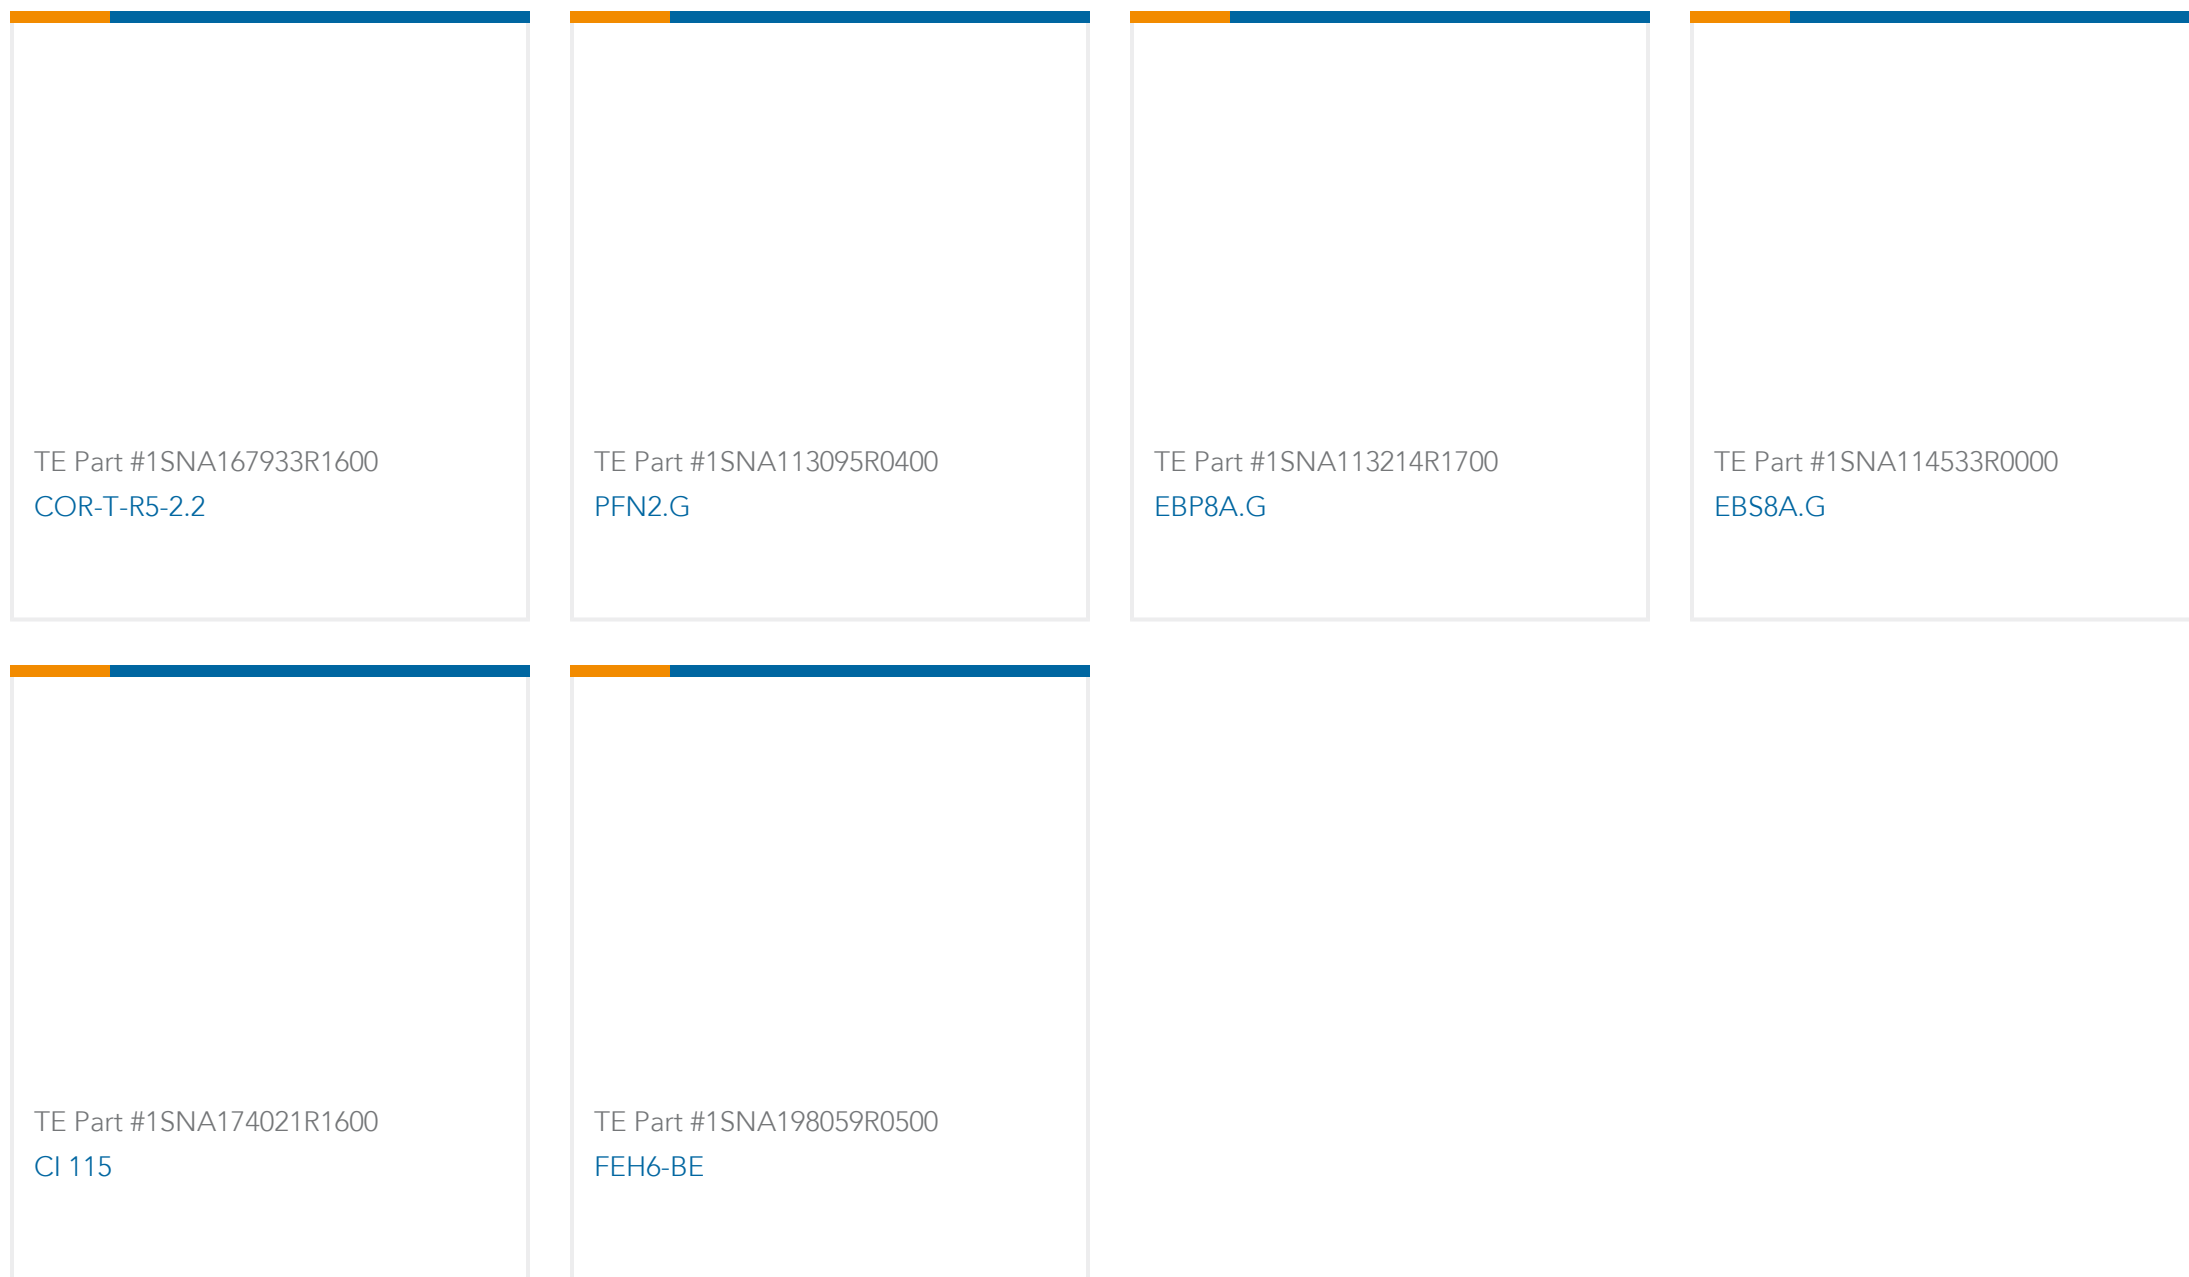 TE Part #1SNA167933R1600
COR-T-R5-2.2
TE Part #1SNA113095R0400
PFN2.G
TE Part #1SNA113214R1700
EBP8A.G
TE Part #1SNA114533R0000
EBS8A.G
TE Part #1SNA174021R1600
CI 115
TE Part #1SNA198059R0500
FEH6-BE